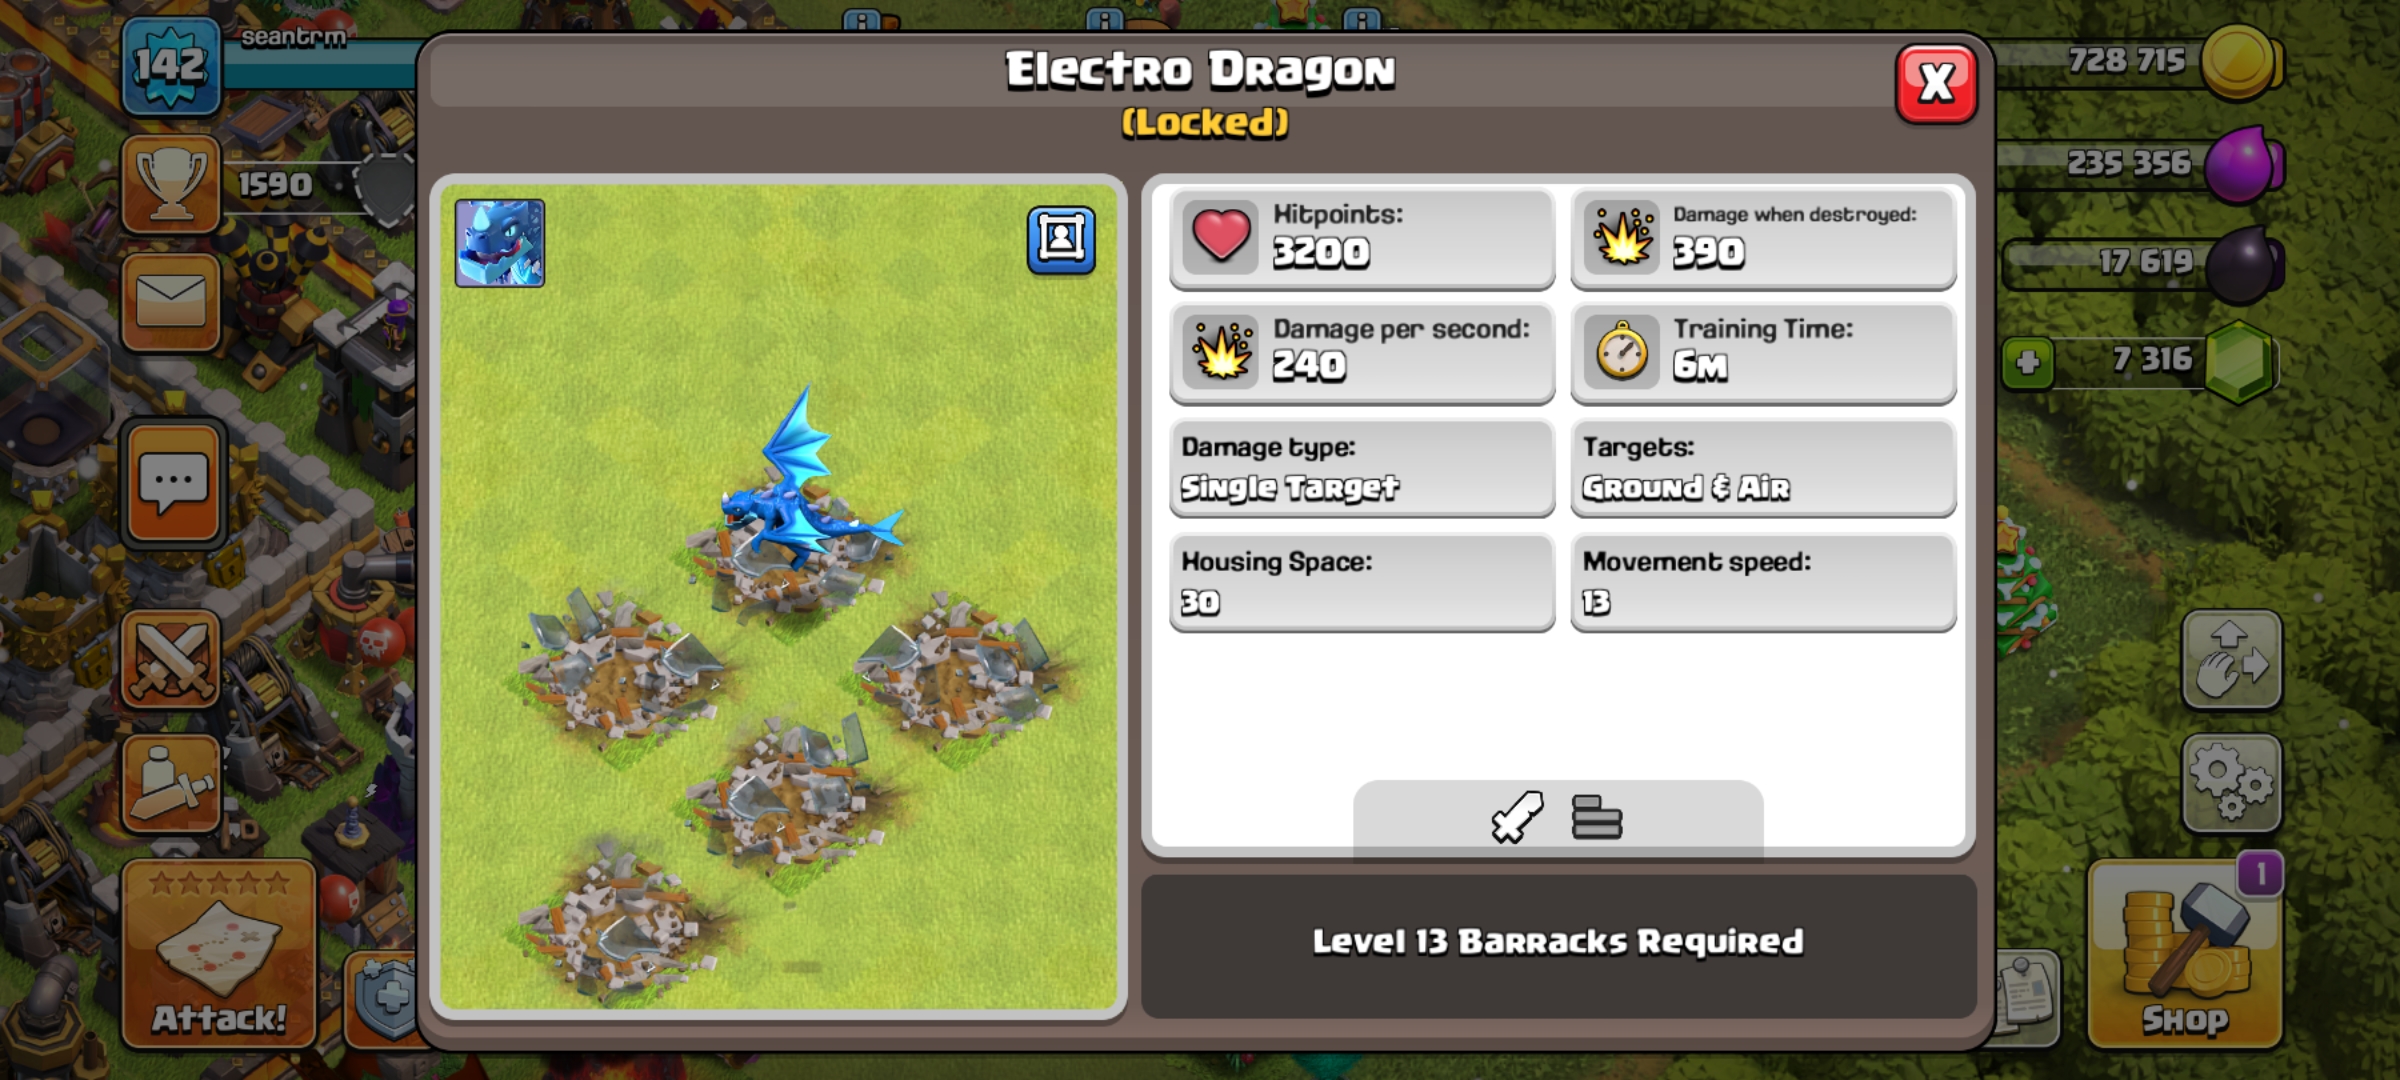 142
seantrm
1590
Attack!
Electro Dragon
(Locked)
X
Hitpoints:
3200
Damage when destroyed:
390
Damage per second:
240
Training Time:
6M
Damage type:
Single Target
Targets:
Ground & Air
Housing Space:
30
Movement speed:
13
Level 13 Barracks Required
728 715
235 356
17 619
7 316
1
Shop